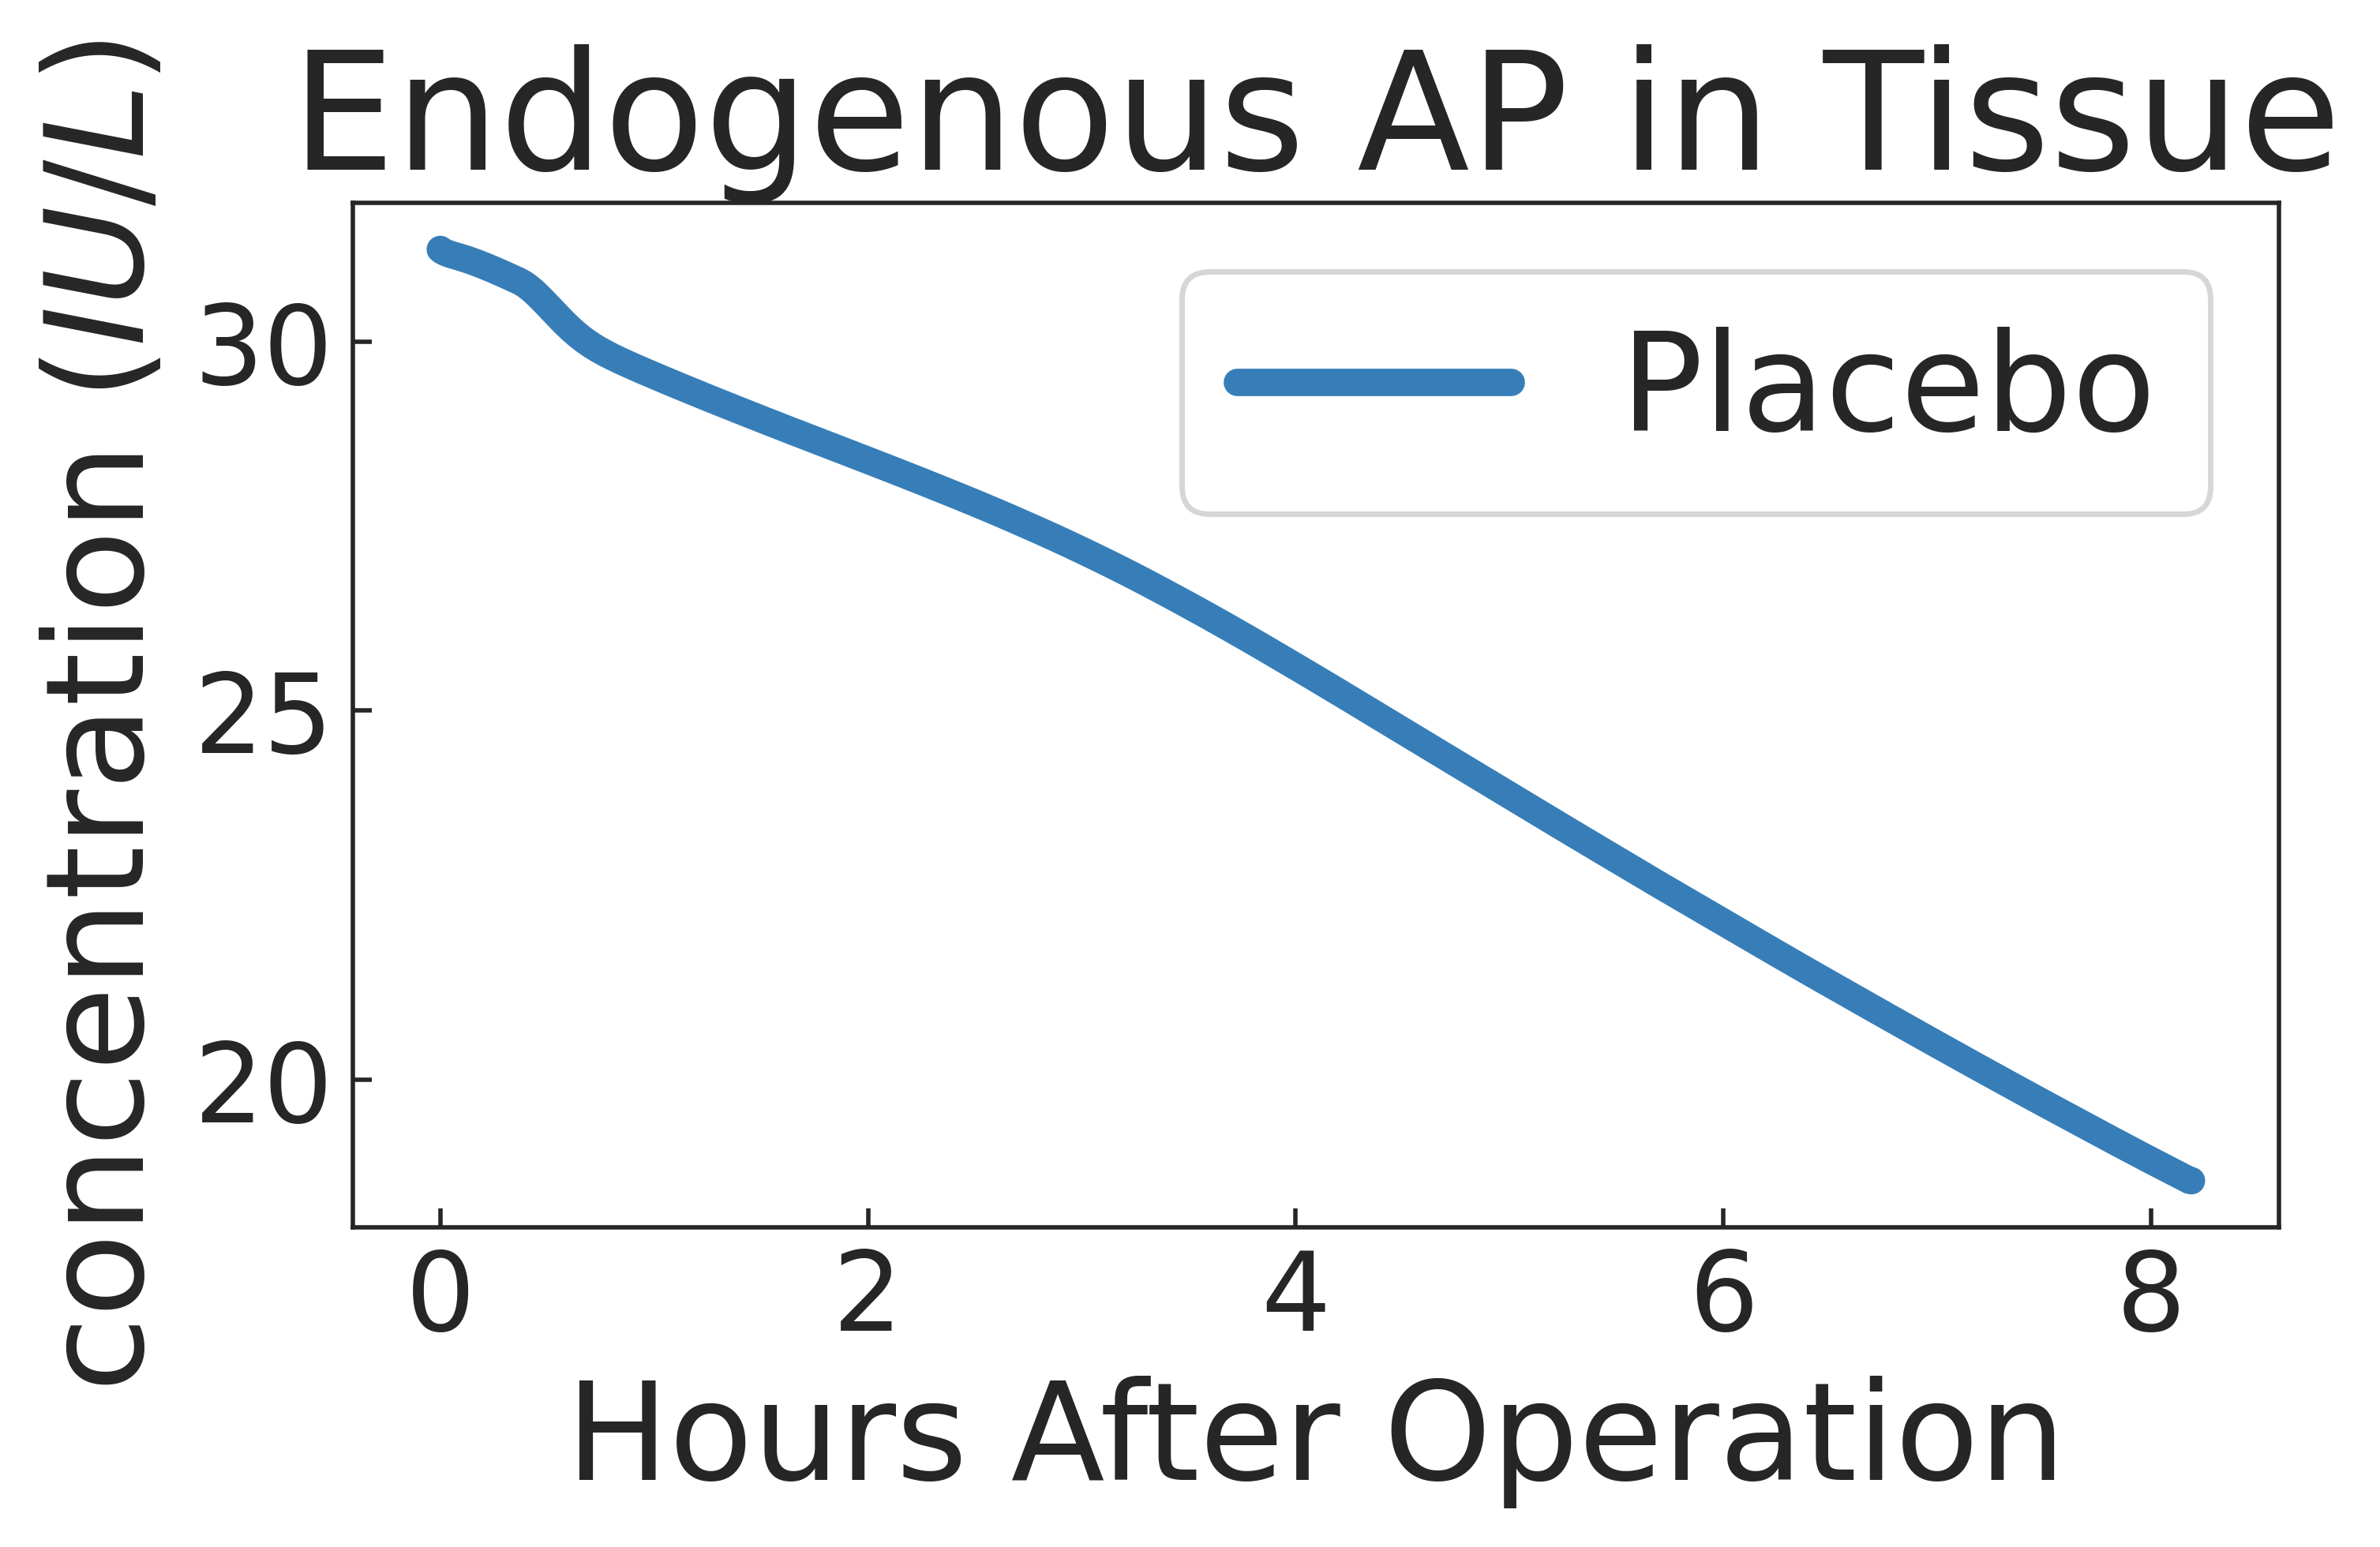 Endogenous AP in Tissue
concentration (IU/L)
Placebo
30
25
20
0 2 4 6 8
Hours After Operation